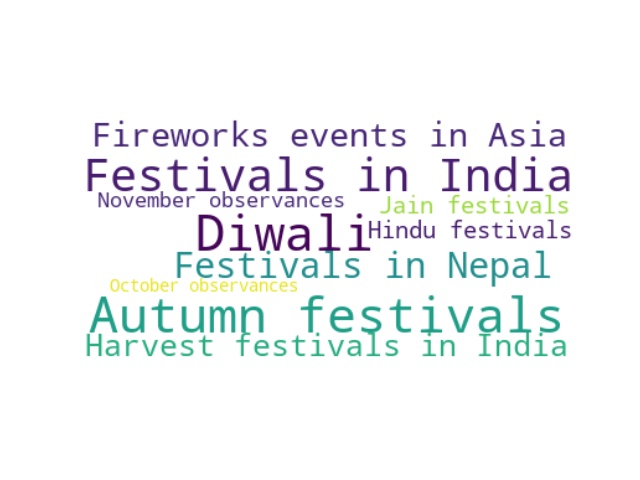 Fireworks events in Asia
Festivals in India
November observances
Jain festivals
Diwali
Hindu festivals
Festivals in Nepal
October observances
Autumn festivals
Harvest festivals in India